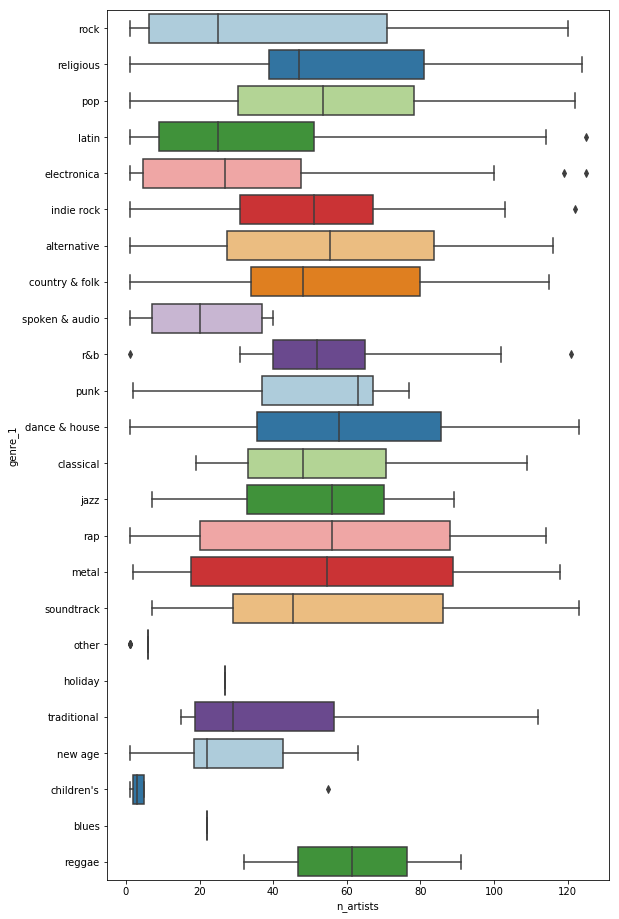 rock
religious
pop
latin
electronica
indie rock
alternative
country & folk
spoken & audio
r&b
punk
dance & house
classical
jazz
rap
metal
soundtrack
other
holiday
traditional
new age
children's
blues
reggae
genre_1
0 20 40 60 80 100 120
n_artists